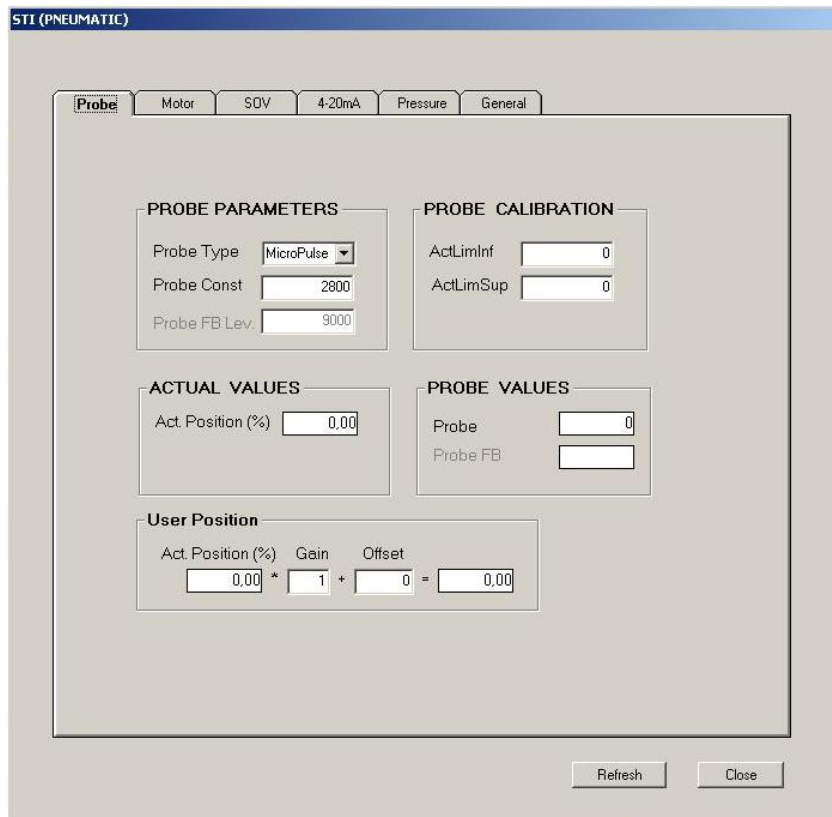 STI (PNEUMATIC)
Probe Motor SOV 4-20mA Pressure General
PROBE PARAMETERS
Probe Type MicroPulse
Probe Const 2800
Probe FB Lev. 9000
PROBE CALIBRATION
ActLimInf 0
ActLimSup 0
ACTUAL VALUES
Act. Position (%) 0,00
PROBE VALUES
Probe 0
Probe FB
User Position
Act. Position (%) Gain Offset
0,00 * 1 + 0 = 0,00
Refresh Close